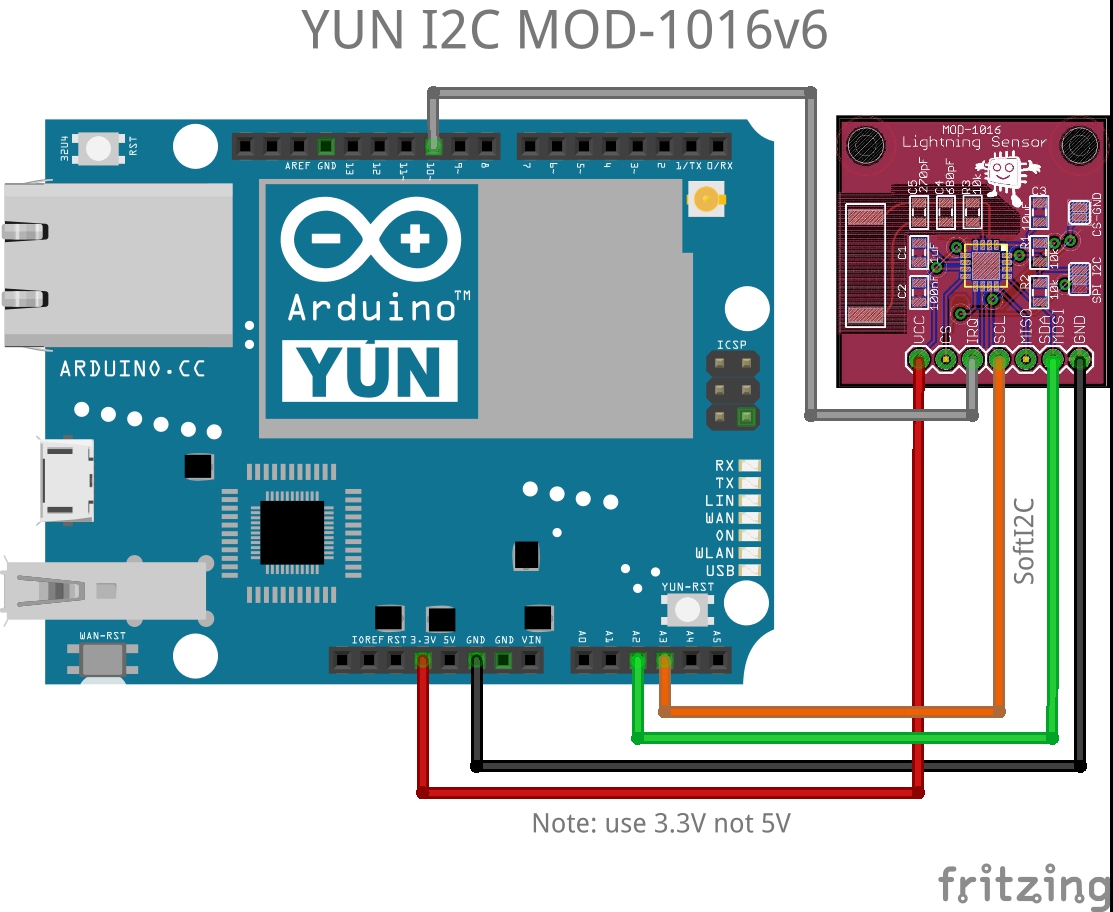 YUN I2C MOD-1016v6
32U4
RST
AREF GND 13 12 11~ 10~ 9~ 8
7 6~ 5~ 4 3~ 2 1/TX 0/RX
MOD-1016
Lightning Sensor
C5
270pF
C4
680pF
R3
10k
C3
10uF
CS-GND
C1
1uF
R1
10k
C2
100nF
R2
10k
SPI I2C
VCC
CS
IRQ
SCL
MISO
SDA
MOSI
GND
Arduino™
YÚN
ARDUINO.CC
ICSP
RX
TX
LIN
WAN
ON
WLAN
USB
YUN-RST
SoftI2C
WAN-RST
IOREF RST 3.3V 5V GND GND VIN
A0 A1 A2 A3 A4 A5
Note: use 3.3V not 5V
fritzing